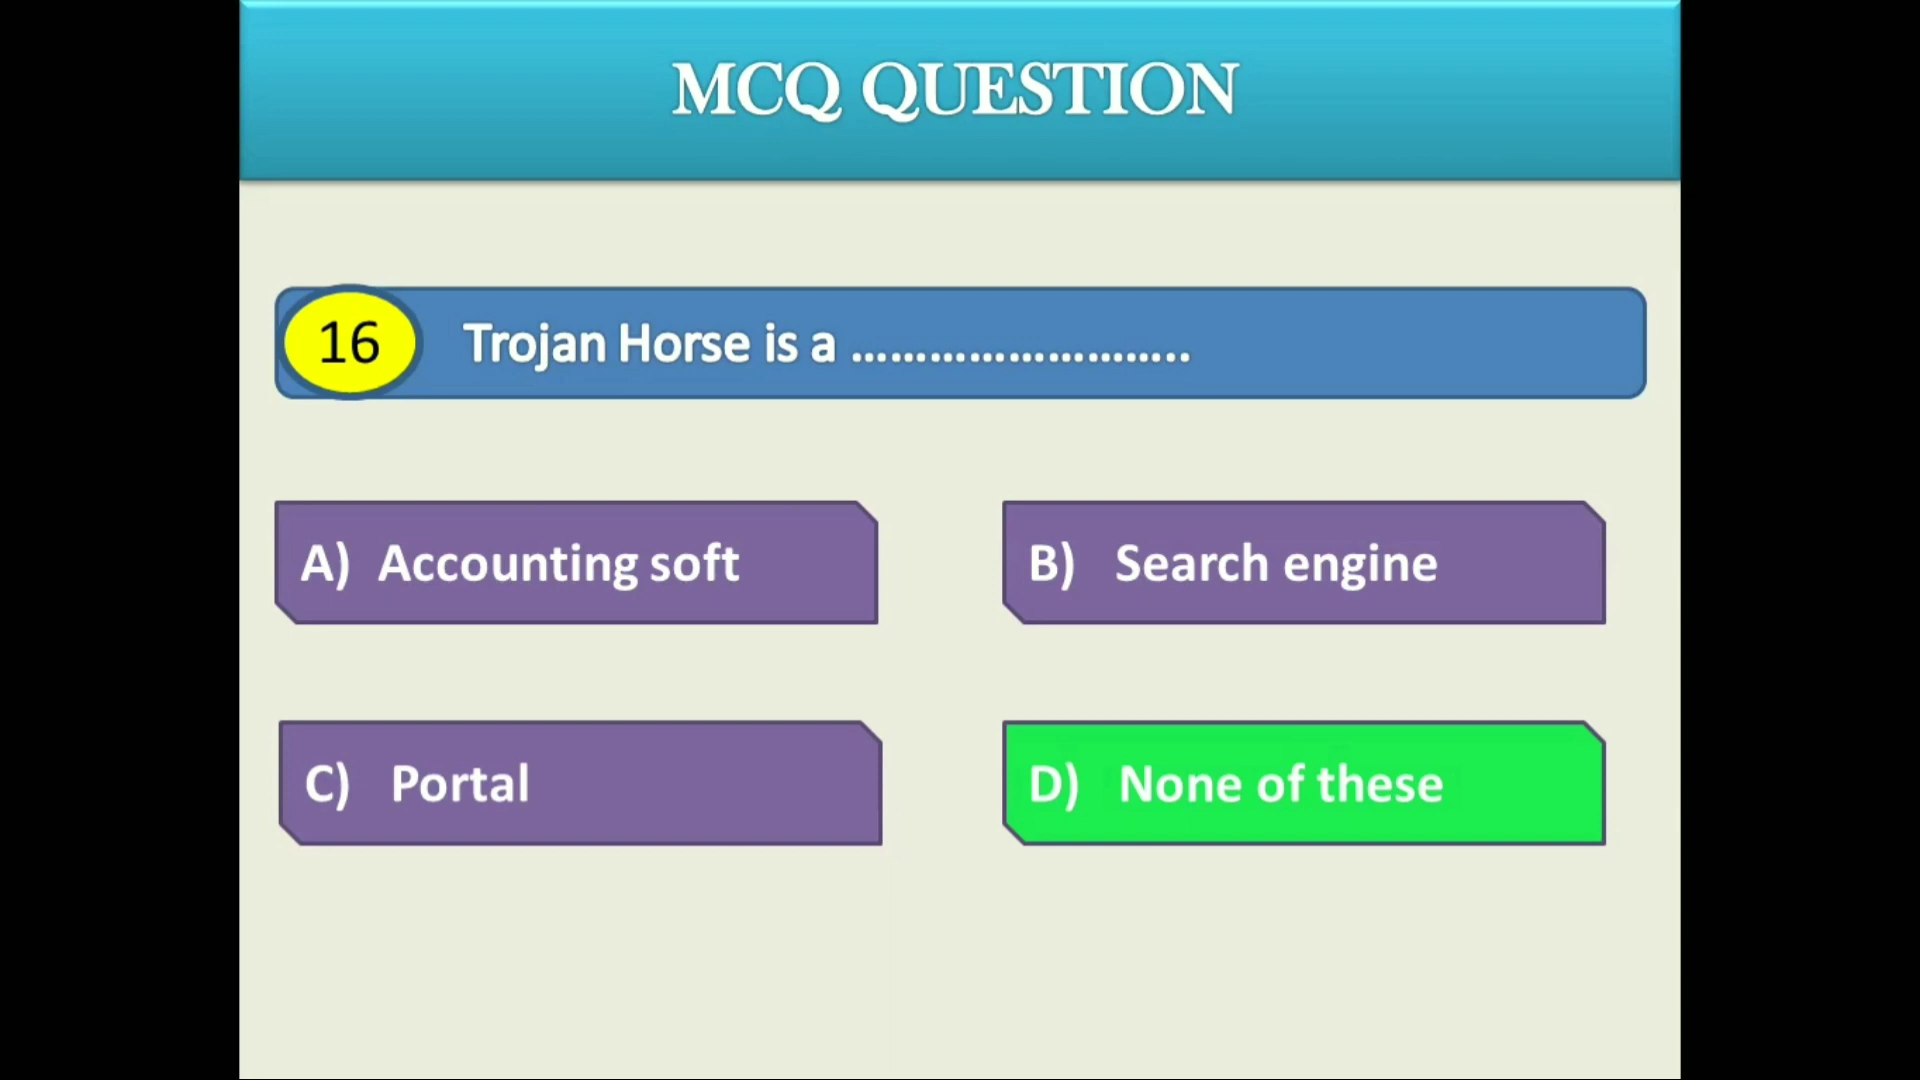 MCQ QUESTION
16 Trojan Horse is a ..........................
A) Accounting soft
B) Search engine
C) Portal
D) None of these